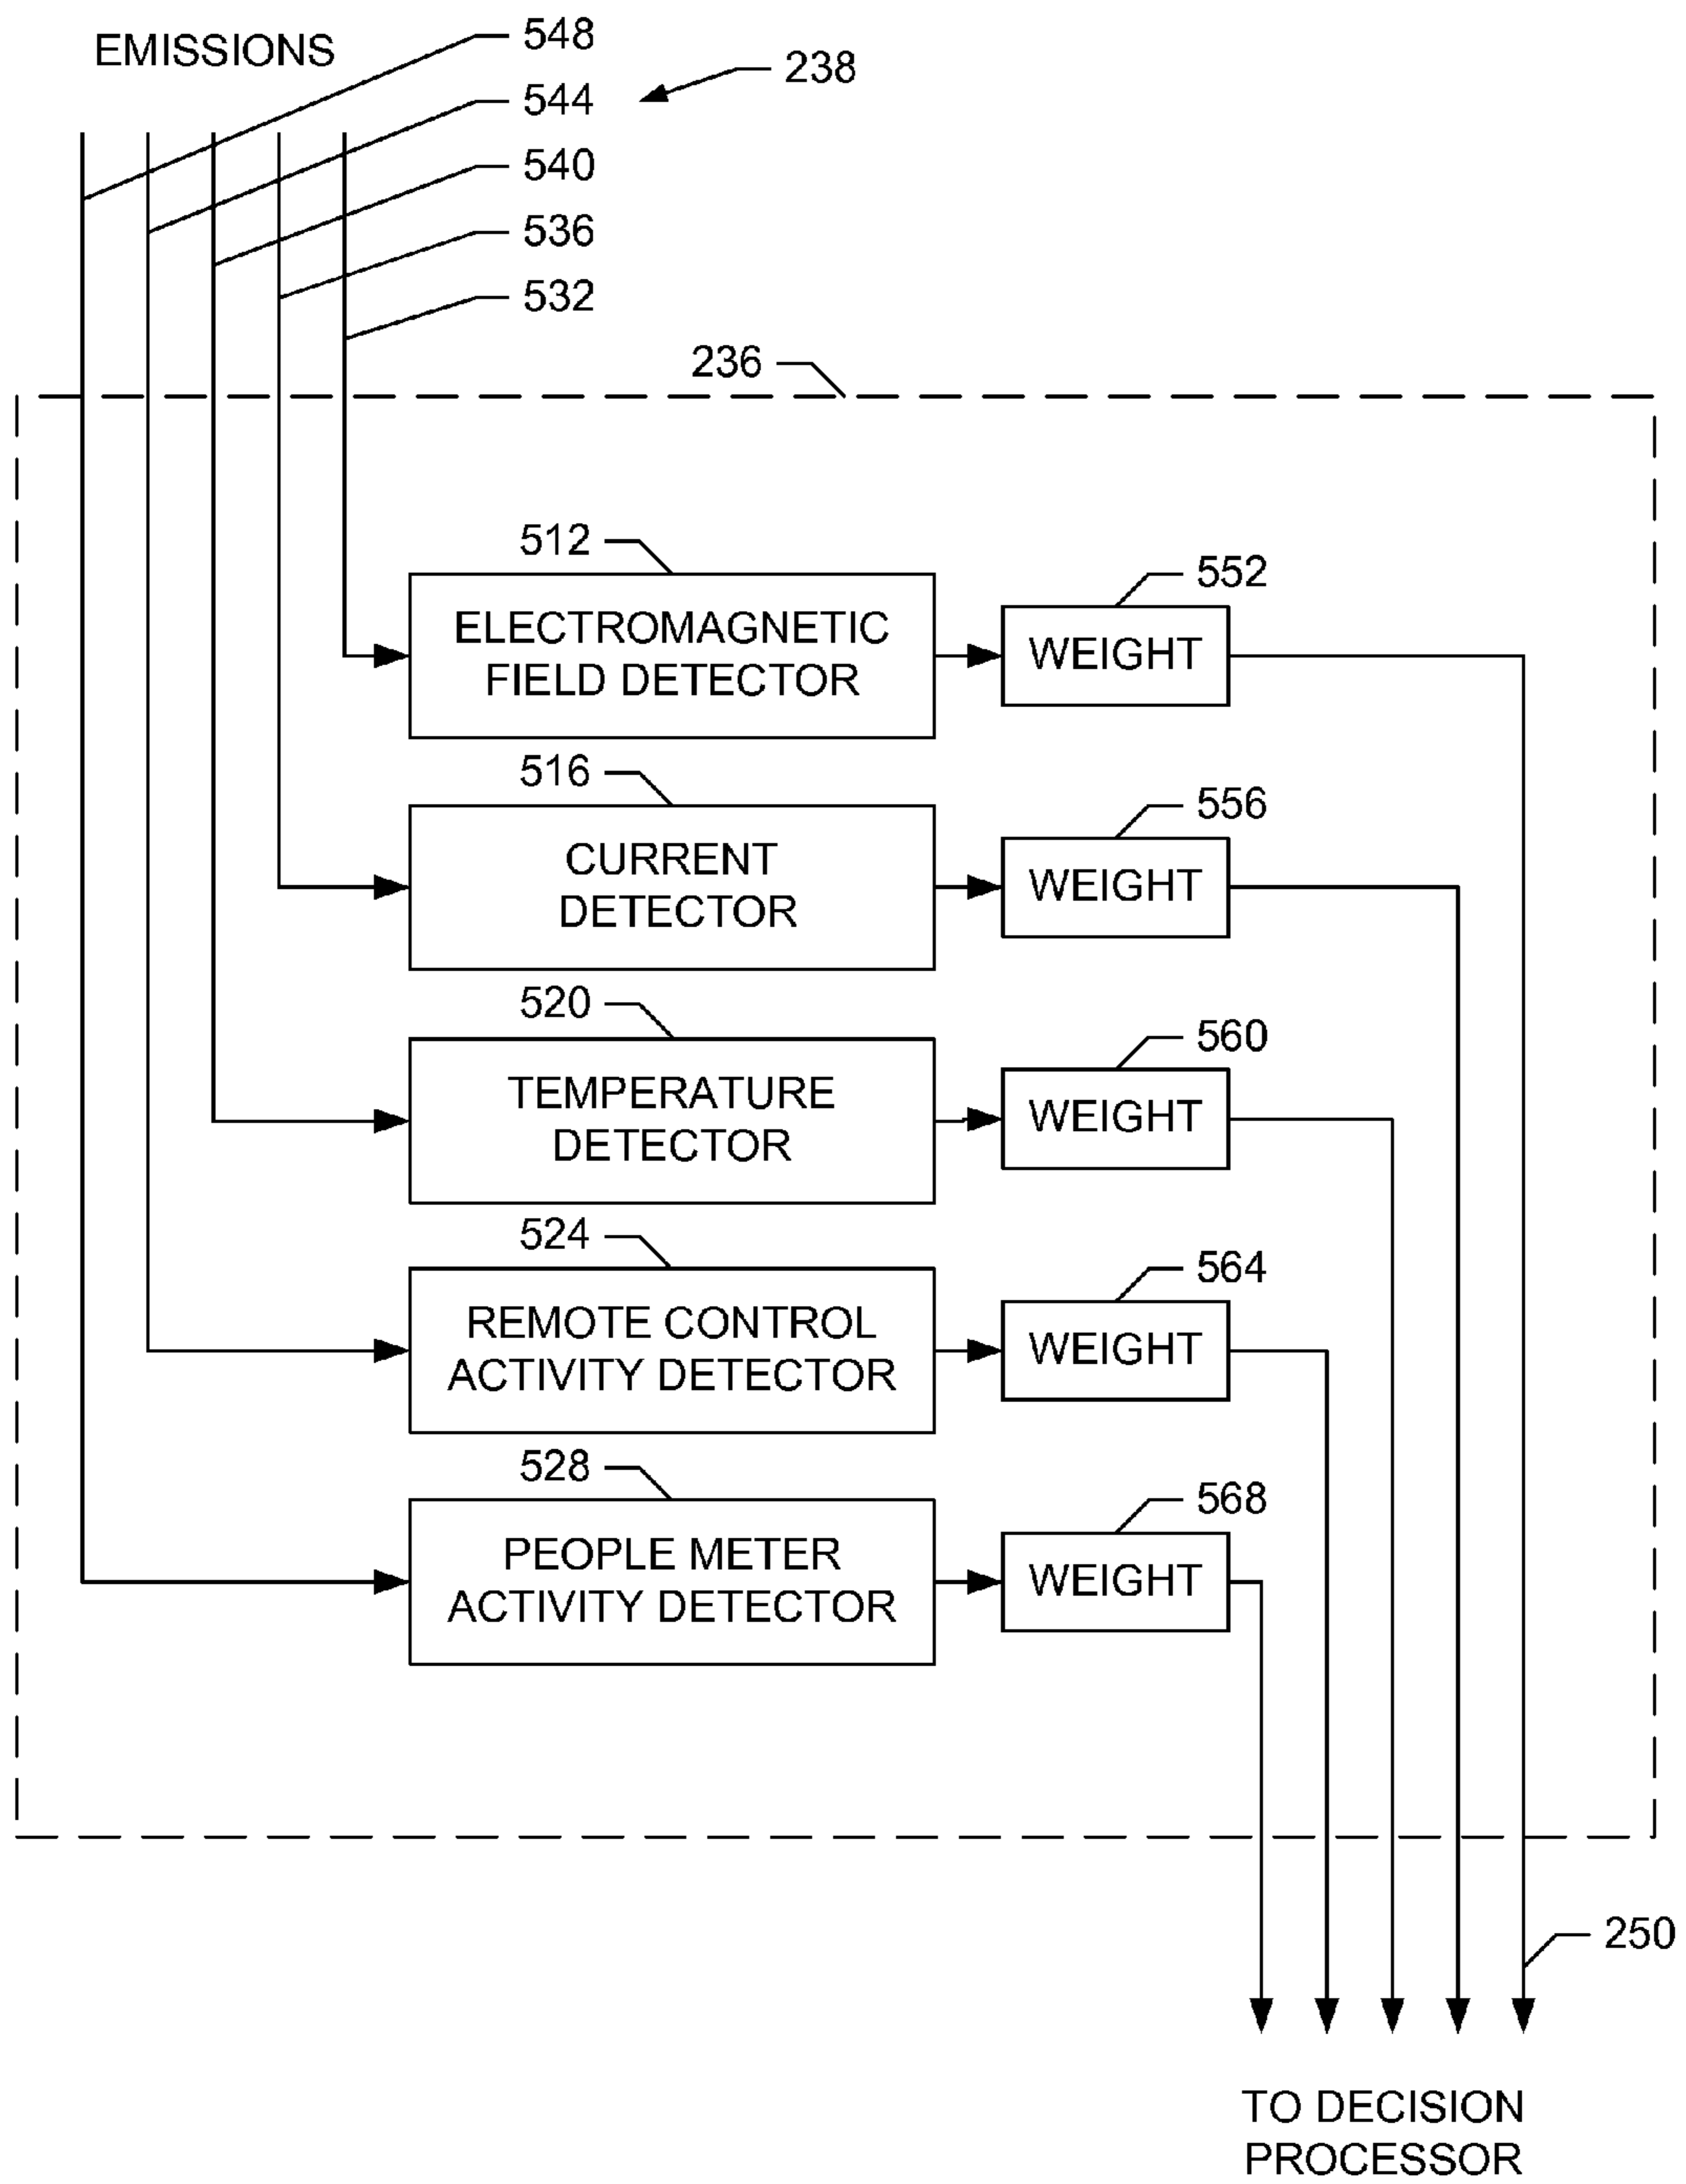 EMISSIONS
548
544
540
536
532
238
236
512
ELECTROMAGNETIC
FIELD DETECTOR
552
WEIGHT
516
CURRENT
DETECTOR
556
WEIGHT
520
TEMPERATURE
DETECTOR
560
WEIGHT
524
REMOTE CONTROL
ACTIVITY DETECTOR
564
WEIGHT
528
PEOPLE METER
ACTIVITY DETECTOR
568
WEIGHT
250
TO DECISION
PROCESSOR